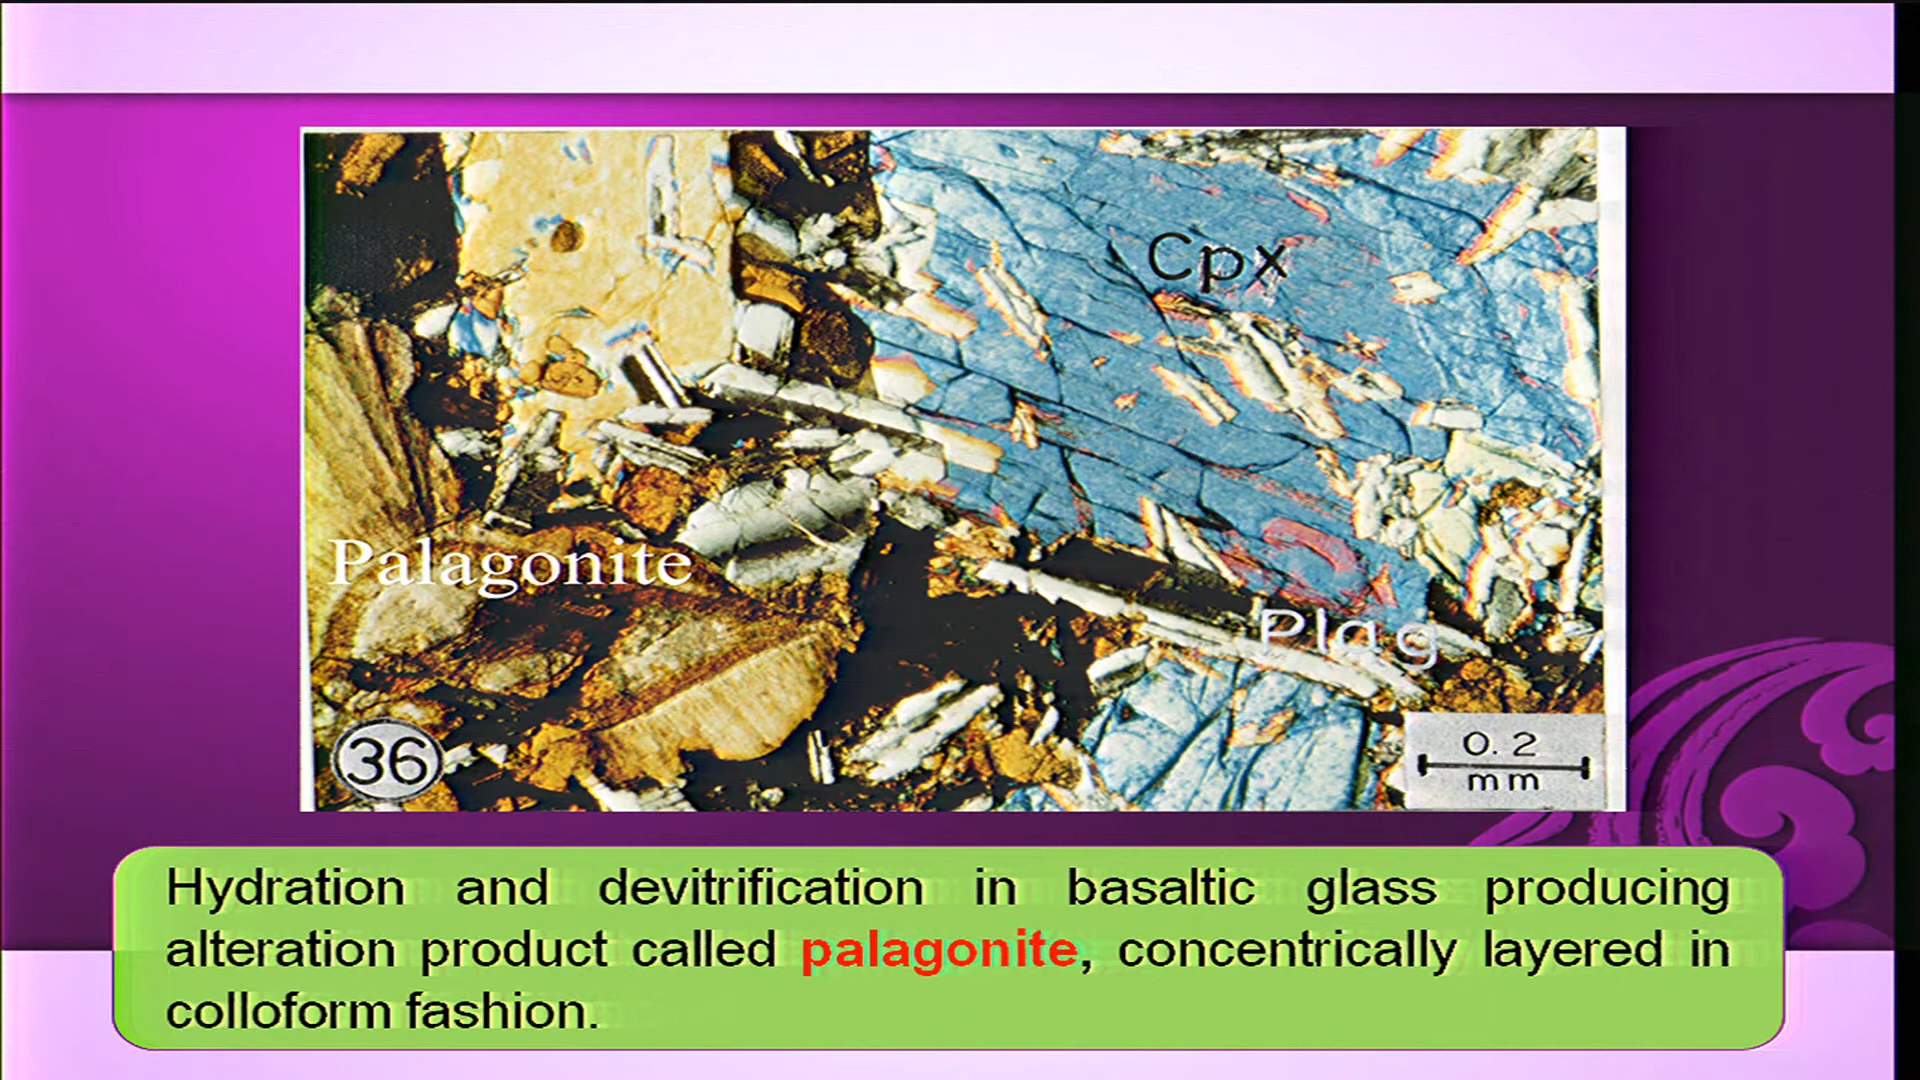 Cpx
Palagonite
Plag
36
0.2
mm
Hydration and devitrification in basaltic glass producing
alteration product called palagonite, concentrically layered in
colloform fashion.